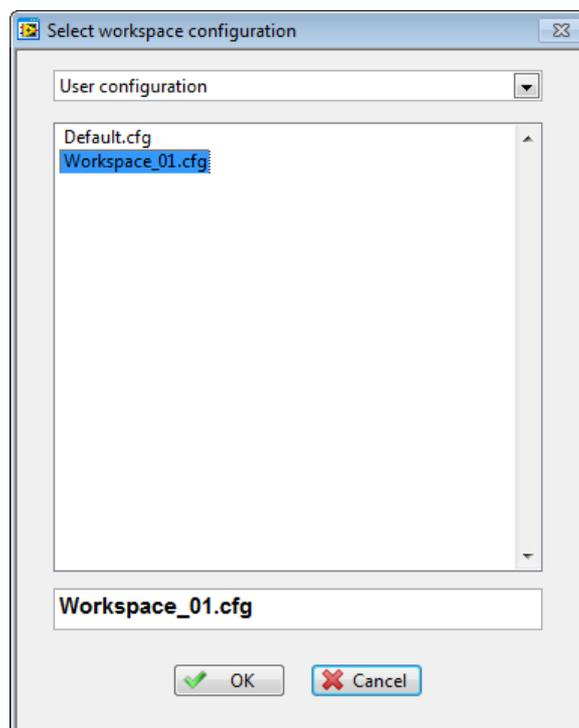 Select workspace configuration
User configuration
Default.cfg
Workspace_01.cfg
Workspace_01.cfg
OK
Cancel